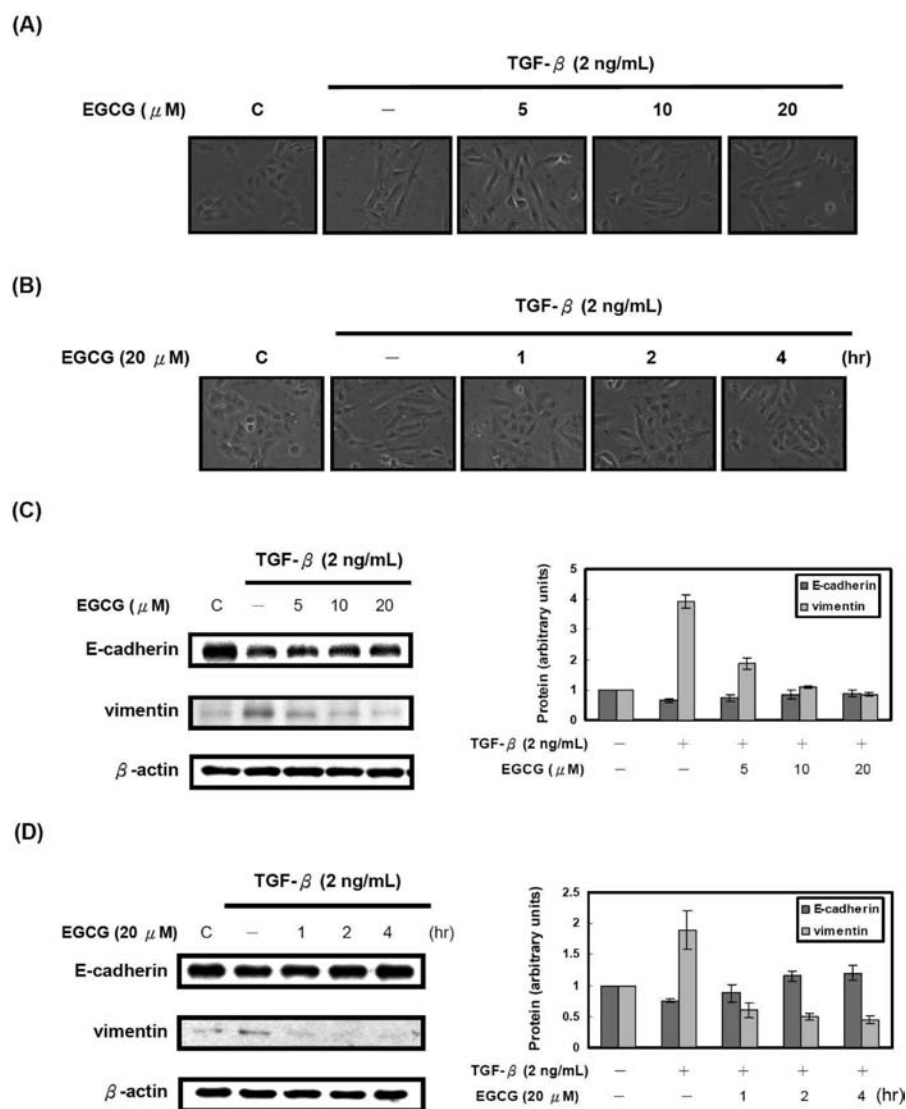 (A)
TGF-β (2 ng/mL)
EGCG (μM) C — 5 10 20
(B)
TGF-β (2 ng/mL)
EGCG (20 μM) C — 1 2 4 (hr)
(C)
TGF-β (2 ng/mL)
EGCG (μM) C — 5 10 20
E-cadherin
vimentin
β-actin
Protein (arbitrary units)
5
4
3
2
1
0
E-cadherin
vimentin
TGF-β (2 ng/mL) — + + + +
EGCG (μM) — — 5 10 20
(D)
TGF-β (2 ng/mL)
EGCG (20 μM) C — 1 2 4 (hr)
E-cadherin
vimentin
β-actin
Protein (arbitrary units)
2.5
2
1.5
1
0.5
0
E-cadherin
vimentin
TGF-β (2 ng/mL) — + + + +
EGCG (20 μM) — — 1 2 4 (hr)